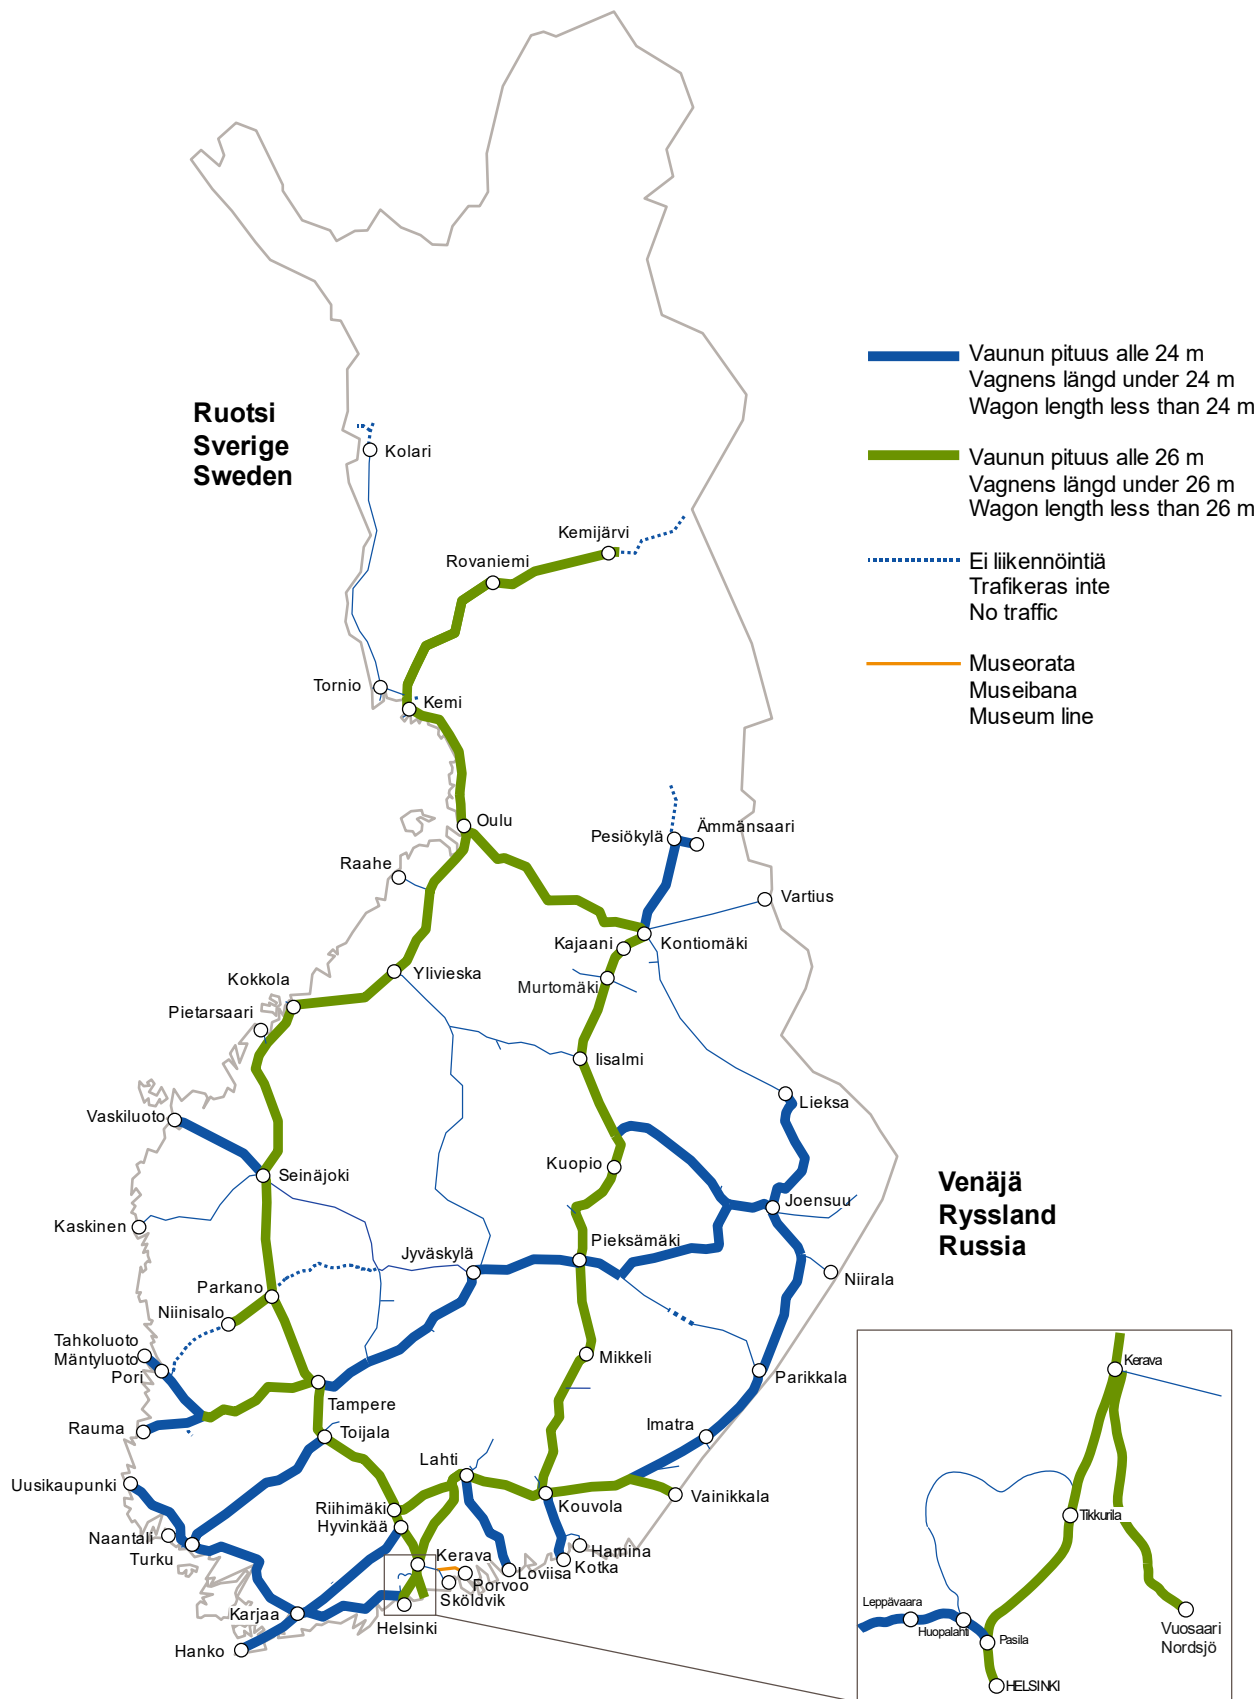 Vaunun pituus alle 24 m
Vagnens längd under 24 m
Wagon length less than 24 m
Ruotsi
Sverige
Sweden
Kolari
Vaunun pituus alle 26 m
Vagnens längd under 26 m
Wagon length less than 26 m
Kemijärvi
Rovaniemi
Ei liikennöintiä
Trafikeras inte
No traffic
Museorata
Museibana
Museum line
Tornio
Kemi
Oulu
Pesiökylä
Ämmänsaari
Raahe
Vartius
Kajaani
Kontiomäki
Ylivieska
Murtomäki
Kokkola
Pietarsaari
Iisalmi
Lieksa
Vaskiluoto
Kuopio
Seinäjoki
Joensuu
Venäjä
Ryssland
Russia
Kaskinen
Jyväskylä
Pieksämäki
Niirala
Parkano
Niinisalo
Tahkoluoto
Mäntyluoto
Pori
Mikkeli
Parikkala
Tampere
Rauma
Toijala
Imatra
Lahti
Uusikaupunki
Kouvola
Vainikkala
Riihimäki
Hyvinkää
Naantali
Turku
Kerava
Hamina
Kotka
Loviisa
Porvoo
Sköldvik
Karjaa
Helsinki
Hanko
Kerava
Tikkurila
Leppävaara
Huopalahti
Pasila
Vuosaari
Nordsjö
HELSINKI